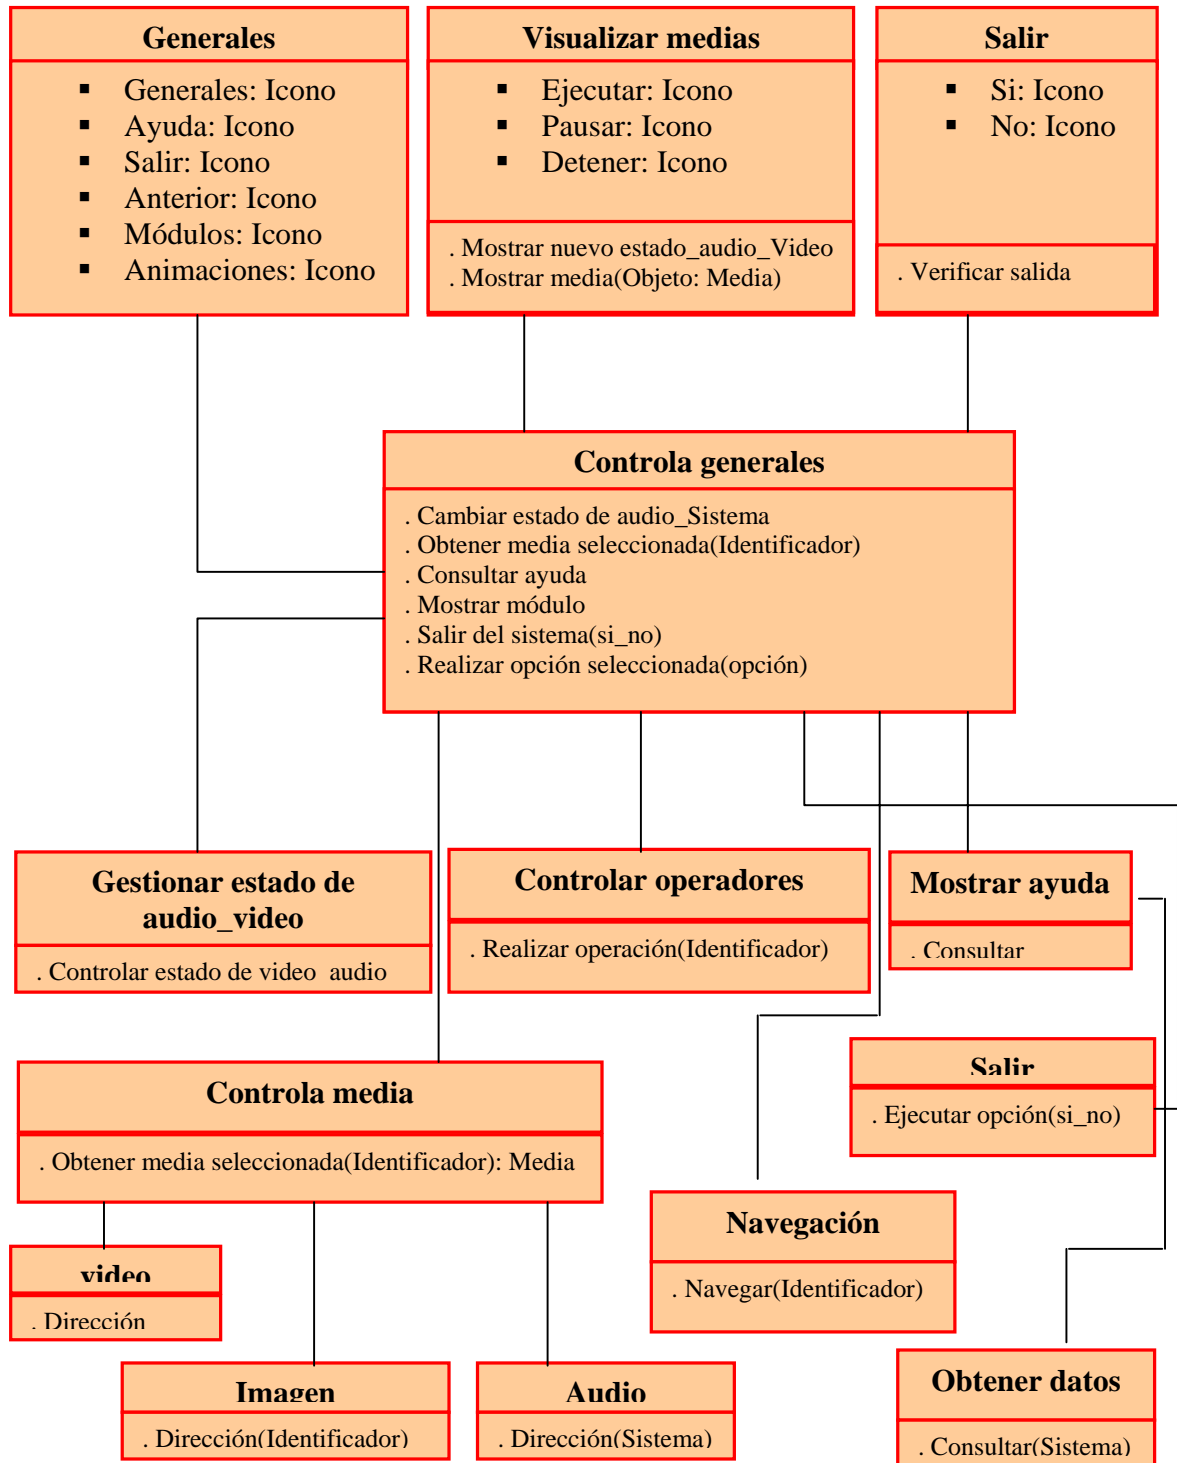 Generales
▪ Generales: Icono
▪ Ayuda: Icono
▪ Salir: Icono
▪ Anterior: Icono
▪ Módulos: Icono
▪ Animaciones: Icono
Visualizar medias
▪ Ejecutar: Icono
▪ Pausar: Icono
▪ Detener: Icono
. Mostrar nuevo estado_audio_Video
. Mostrar media(Objeto: Media)
Salir
▪ Si: Icono
▪ No: Icono
. Verificar salida
Controla generales
. Cambiar estado de audio_Sistema
. Obtener media seleccionada(Identificador)
. Consultar ayuda
. Mostrar módulo
. Salir del sistema(si_no)
. Realizar opción seleccionada(opción)
Gestionar estado de
audio_video
. Controlar estado de video_audio
Controlar operadores
. Realizar operación(Identificador)
Mostrar ayuda
. Consultar
Salir
. Ejecutar opción(si_no)
Controla media
. Obtener media seleccionada(Identificador): Media
Navegación
. Navegar(Identificador)
video
. Dirección
Imagen
. Dirección(Identificador)
Audio
. Dirección(Sistema)
Obtener datos
. Consultar(Sistema)